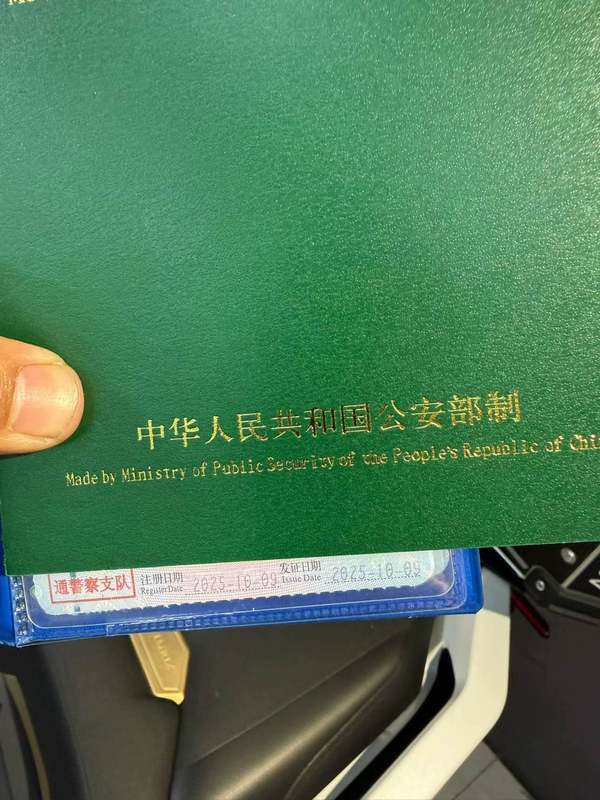 中华人民共和国公安部制
Made by Ministry of Public Security of the People's Republic of Chi
通警察支队
注册日期 2025-10-09 发证日期 2025-10-09
Register Date Issue Date